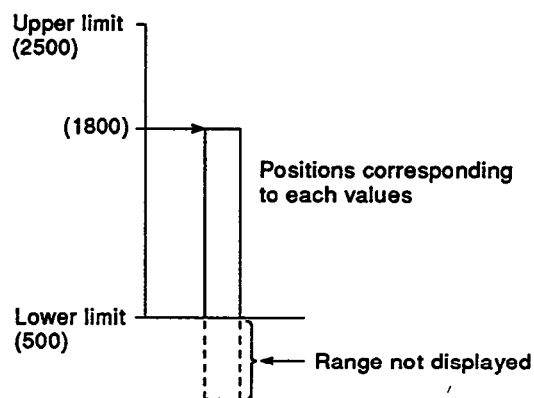 Upper limit
(2500)
(1800)
Positions corresponding
to each values
Lower limit
(500)
Range not displayed